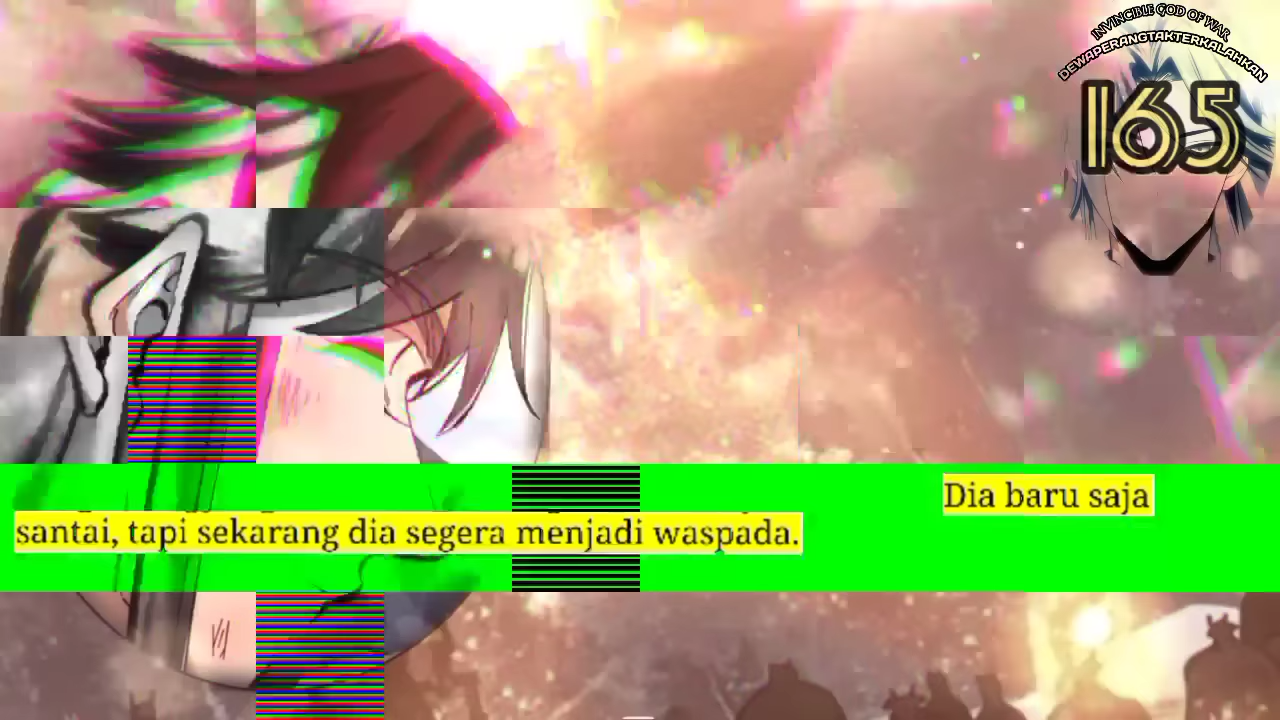 INVINCIBLE GOD OF WAR
DEWAPERANGTAKTERKALAHKAN
165
Dia baru saja
santai, tapi sekarang dia segera menjadi waspada.